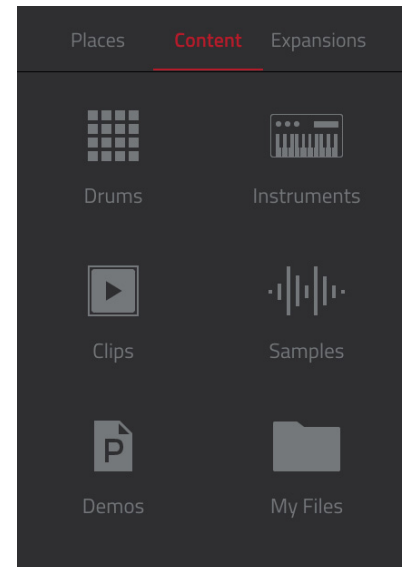 Places Content Expansions
Drums Instruments
Clips Samples
P
Demos My Files